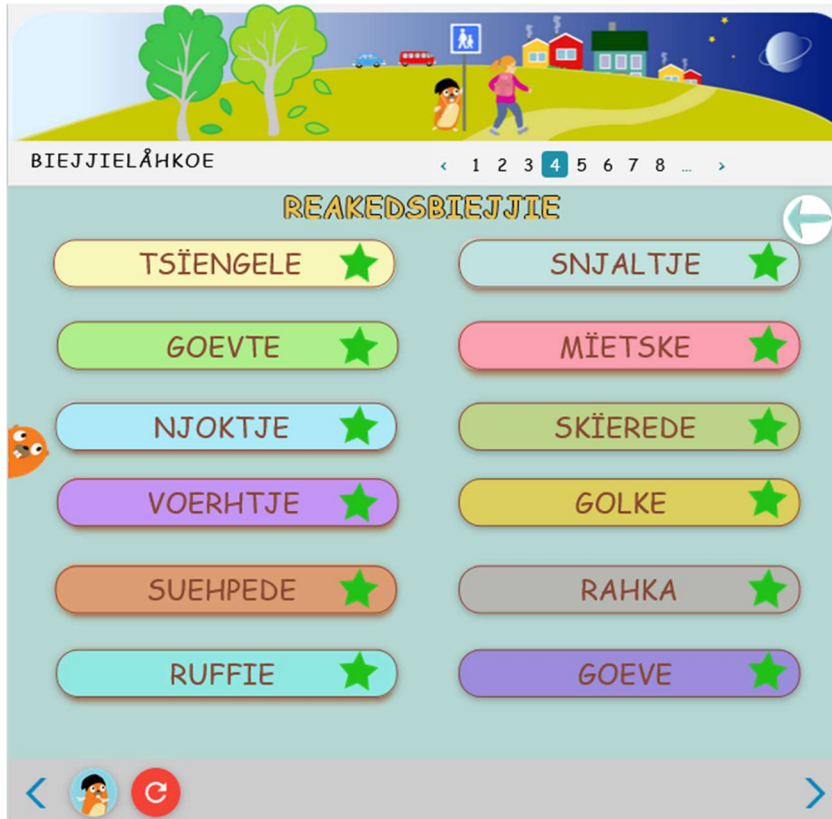 BIEJJIELÅHKOE
‹ 1 2 3 4 5 6 7 8 ... ›
REAKEDSBIEJJIE
TSÏENGELE
SNJALTJE
GOEVTE
MÏETSKE
NJOKTJE
SKÏEREDE
VOERHTJE
GOLKE
SUEHPEDE
RAHKA
RUFFIE
GOEVE